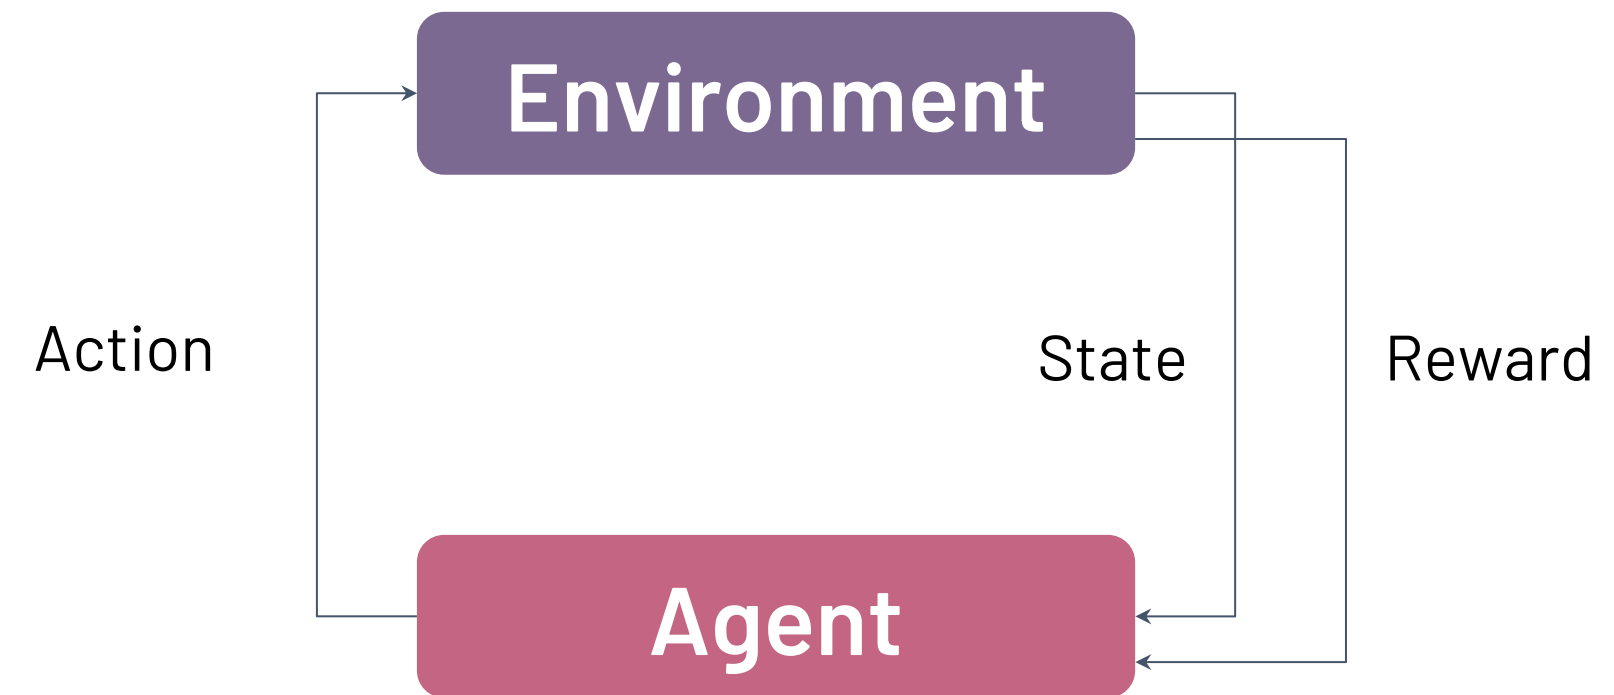 Environment
Action
State
Reward
Agent